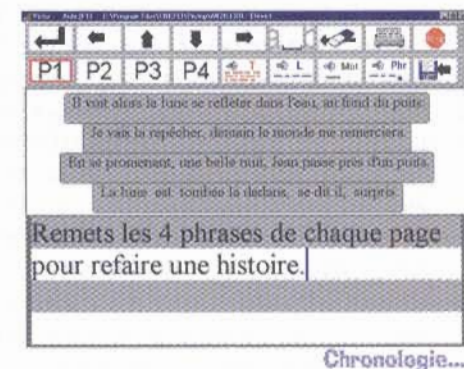 P1 P2 P3 P4 T L Mot Phr
Il voit alors la lune se refléter dans l'eau, au fond du puits.
Je vais la repêcher, demain le monde me remerciera.
En se promenant, une belle nuit, Jean passe près d'un puits.
La lune est tombée là dedans, se dit il, surpris.
Remets les 4 phrases de chaque page
pour refaire une histoire.
Chronologie...